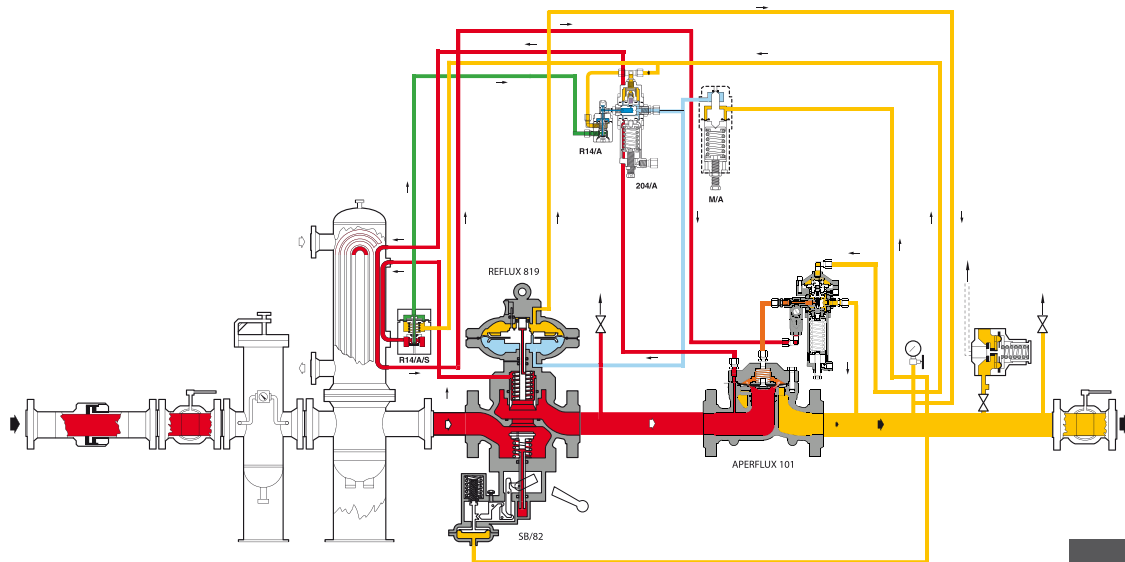 R14/A
204/A
M/A
REFLUX 819
R14/A/S
APERFLUX 101
SB/82